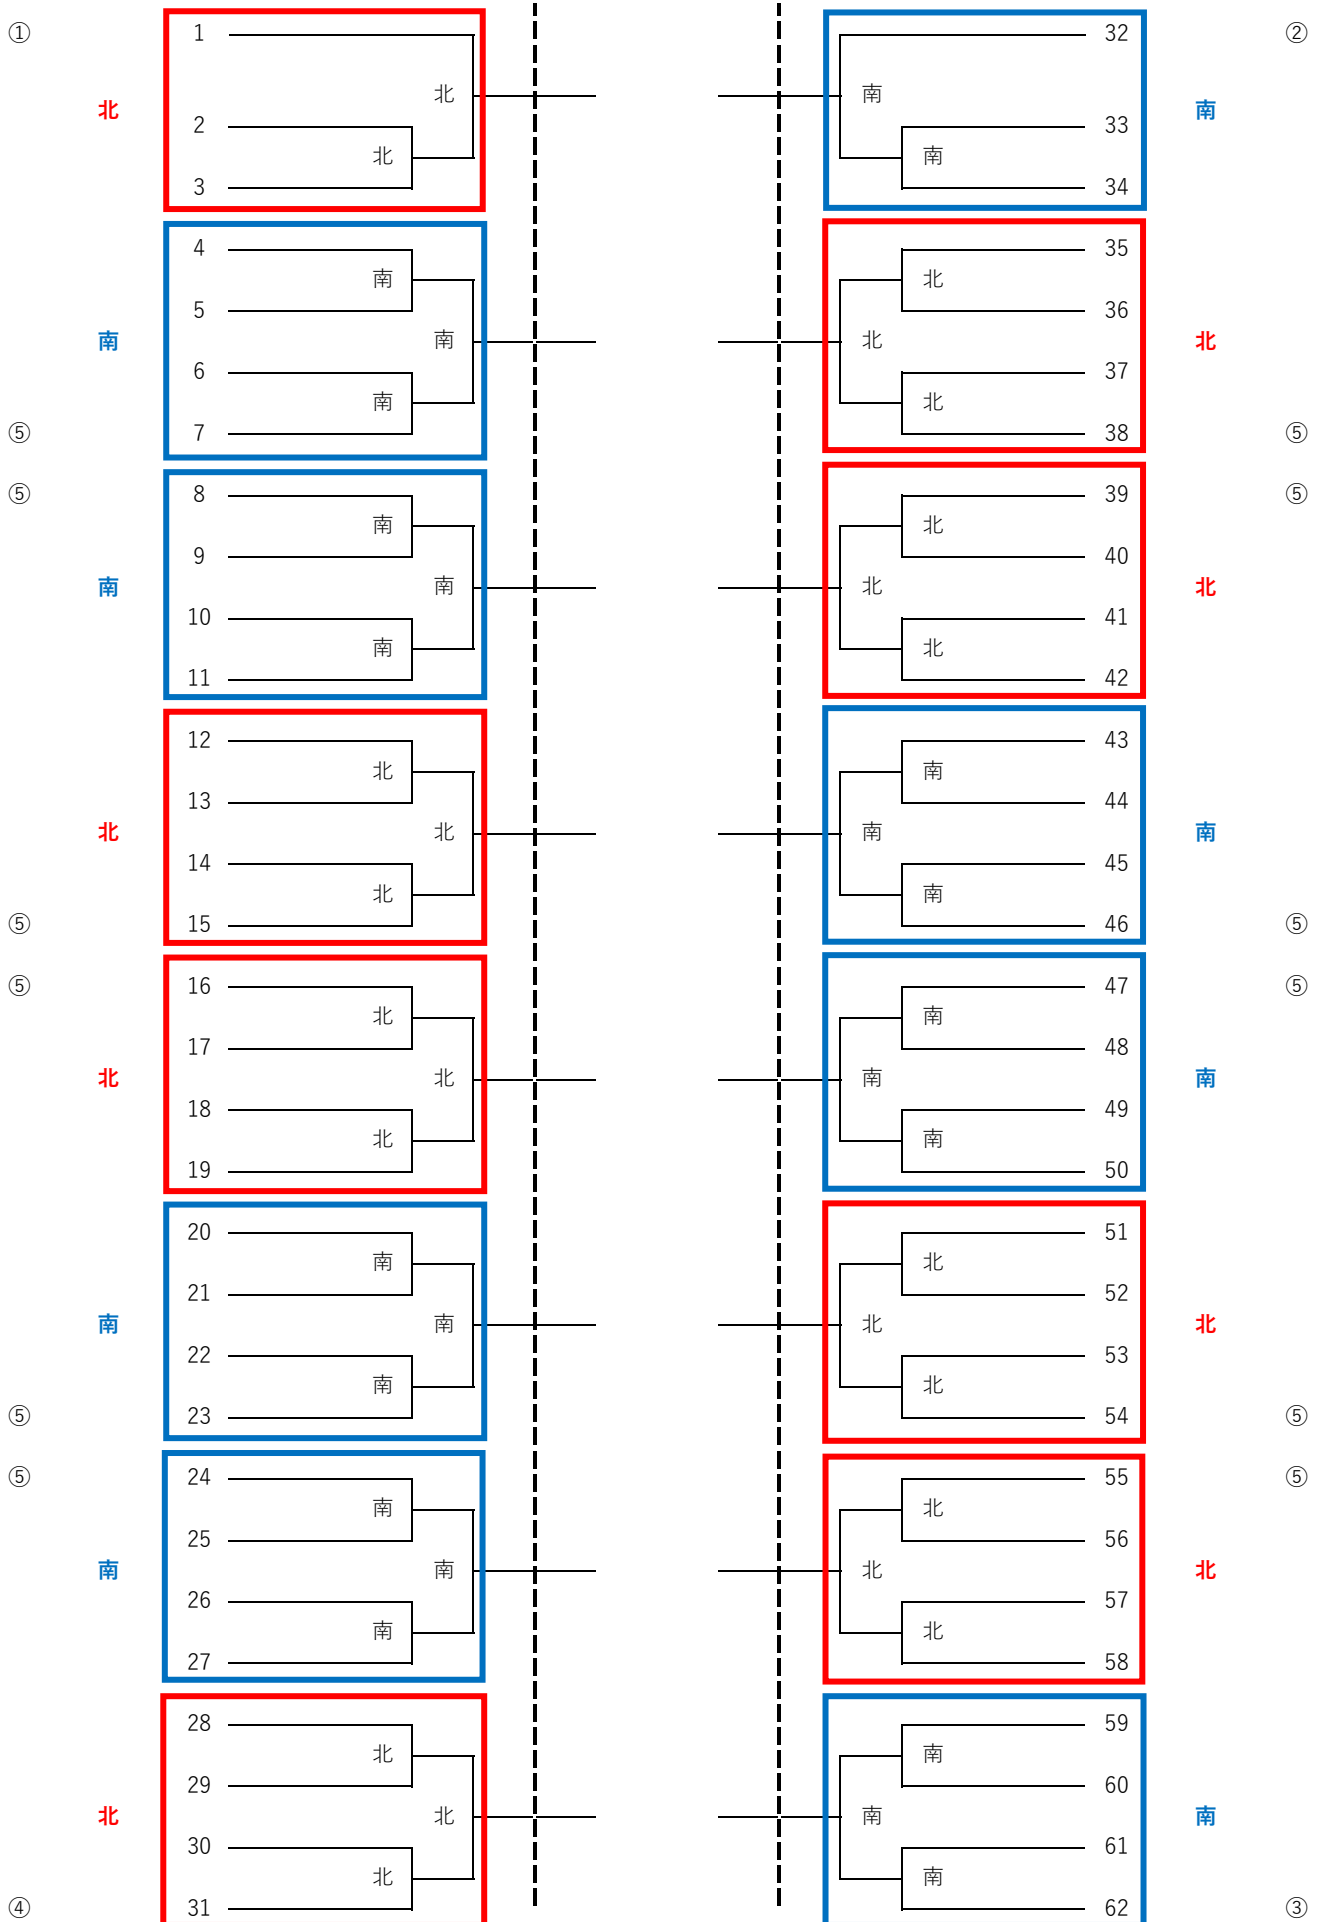 ① 1 32 ②
北 南
北 南
2 33
北 南
3 34
4 35
南 北
5 36
南 南 北 北
6 37
南 北
⑤ 7 38 ⑤
⑤ 8 39 ⑤
南 北
9 40
南 南 北 北
10 41
南 北
11 42
12 43
北 南
13 44
北 北 南 南
14 45
北 南
⑤ 15 46 ⑤
⑤ 16 47 ⑤
北 南
17 48
北 北 南 南
18 49
北 南
19 50
20 51
南 北
21 52
南 南 北 北
22 53
南 北
⑤ 23 54 ⑤
⑤ 24 55 ⑤
南 北
25 56
南 南 北 北
26 57
南 北
27 58
28 59
北 南
29 60
北 北 南 南
30 61
北 南
④ 31 62 ③